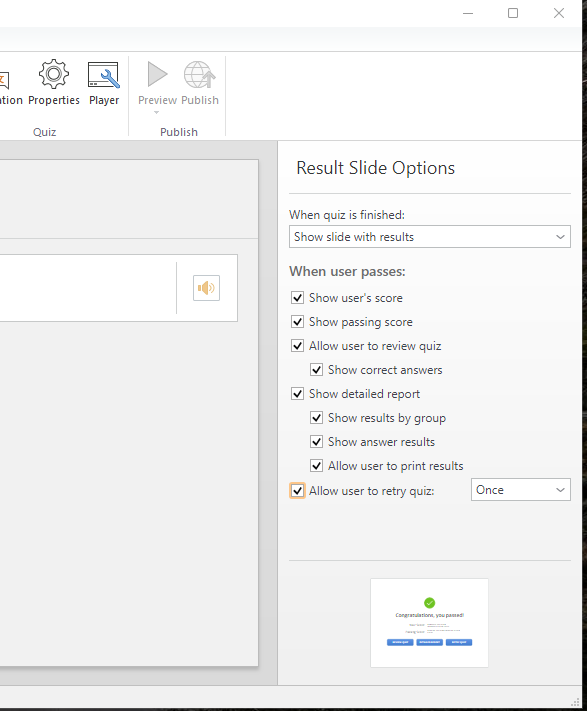 Properties
Player
Preview
Publish
Quiz
Publish
Result Slide Options
When quiz is finished:
Show slide with results
When user passes:
Show user's score
Show passing score
Allow user to review quiz
Show correct answers
Show detailed report
Show results by group
Show answer results
Allow user to print results
Allow user to retry quiz:
Once
Congratulations, you passed!